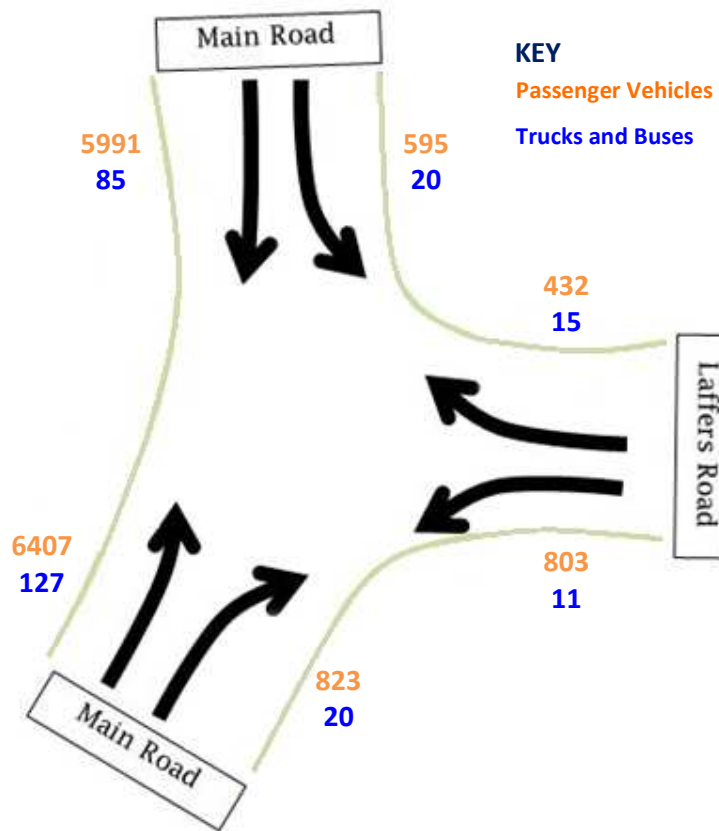 Main Road
KEY
Passenger Vehicles
Trucks and Buses
5991
85
595
20
432
15
Laffers Road
6407
127
803
11
823
20
Main Road